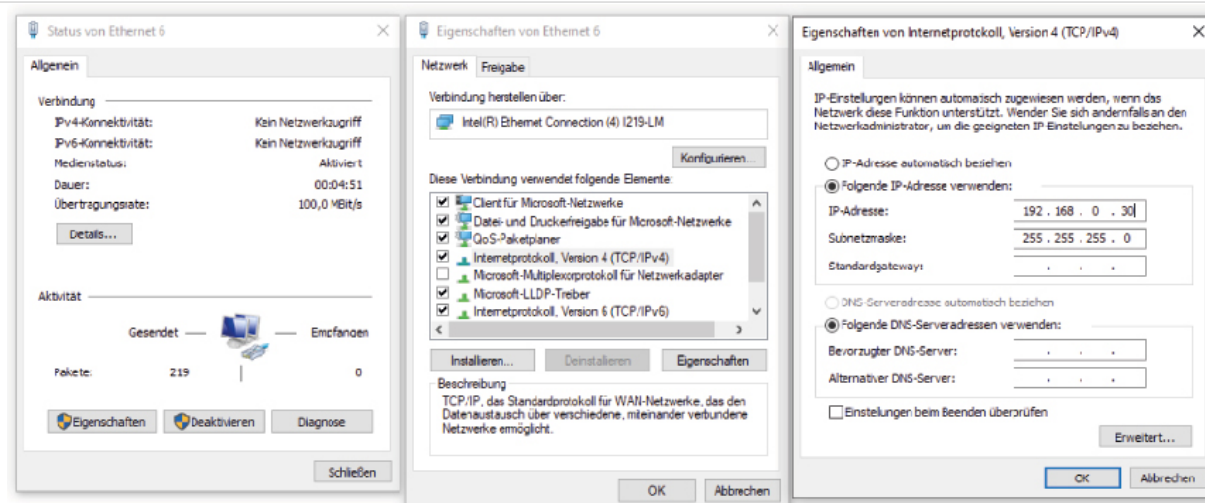 Status von Ethernet 6
Allgemein
Verbindung
IPv4-Konnektivität: Kein Netzwerkzugriff
IPv6-Konnektivität: Kein Netzwerkzugriff
Medienstatus: Aktiviert
Dauer: 00:04:51
Übertragungsrate: 100,0 MBit/s
Details...
Aktivität
Gesendet Empfangen
Pakete: 219 0
Eigenschaften Deaktivieren Diagnose
Schließen
Eigenschaften von Ethernet 6
Netzwerk Freigabe
Verbindung herstellen über:
Intel(R) Ethernet Connection (4) I219-LM
Konfigurieren...
Diese Verbindung verwendet folgende Elemente:
Client für Microsoft-Netzwerke
Datei- und Druckerfreigabe für Microsoft-Netzwerke
QoS-Paketplaner
Internetprotokoll, Version 4 (TCP/IPv4)
Microsoft-Multiplexorprotokoll für Netzwerkadapter
Microsoft-LLDP-Treiber
Internetprotokoll, Version 6 (TCP/IPv6)
Installieren... Deinstallieren Eigenschaften
Beschreibung
TCP/IP, das Standardprotokoll für WAN-Netzwerke, das den
Datenaustausch über verschiedene, miteinander verbundene
Netzwerke ermöglicht.
OK Abbrechen
Eigenschaften von Internetprotokoll, Version 4 (TCP/IPv4)
Allgemein
IP-Einstellungen können automatisch zugewiesen werden, wenn das
Netzwerk diese Funktion unterstützt. Wenden Sie sich andernfalls an den
Netzwerkadministrator, um die geeigneten IP-Einstellungen zu beziehen.
IP-Adresse automatisch beziehen
Folgende IP-Adresse verwenden:
IP-Adresse: 192 . 168 . 0 . 30
Subnetzmaske: 255 . 255 . 255 . 0
Standardgateway: . . .
DNS-Serveradresse automatisch beziehen
Folgende DNS-Serveradressen verwenden:
Bevorzugter DNS-Server: . . .
Alternativer DNS-Server: . . .
Einstellungen beim Beenden überprüfen
Erweitert...
OK Abbrechen